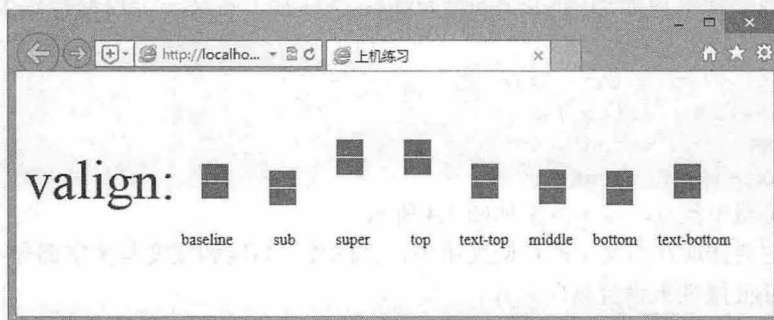 http://localho...
上机练习
valign:
baseline sub super top text-top middle bottom text-bottom